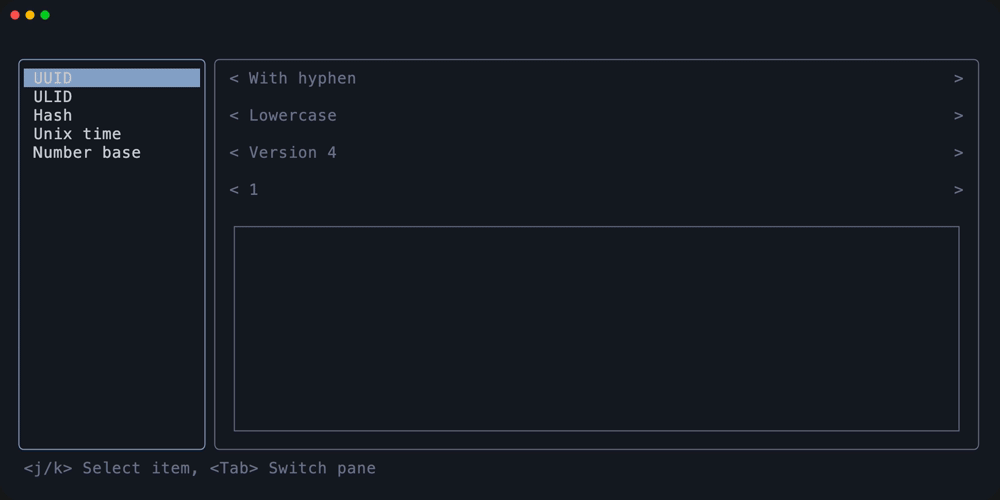 UUID
ULID
Hash
Unix time
Number base
< With hyphen >
< Lowercase >
< Version 4 >
< 1 >
<j/k> Select item, <Tab> Switch pane